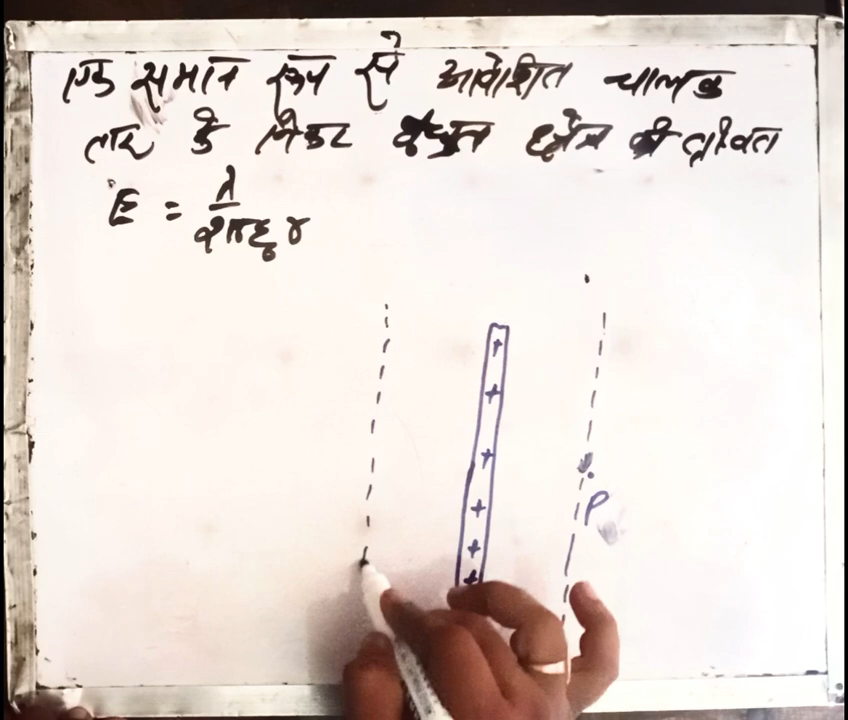 एक समान रूप से आवेशित चालक
तार के निकट वैद्युत क्षेत्र की तीव्रता
E = λ / 2πε₀r
+
+
+
+
+
+
P